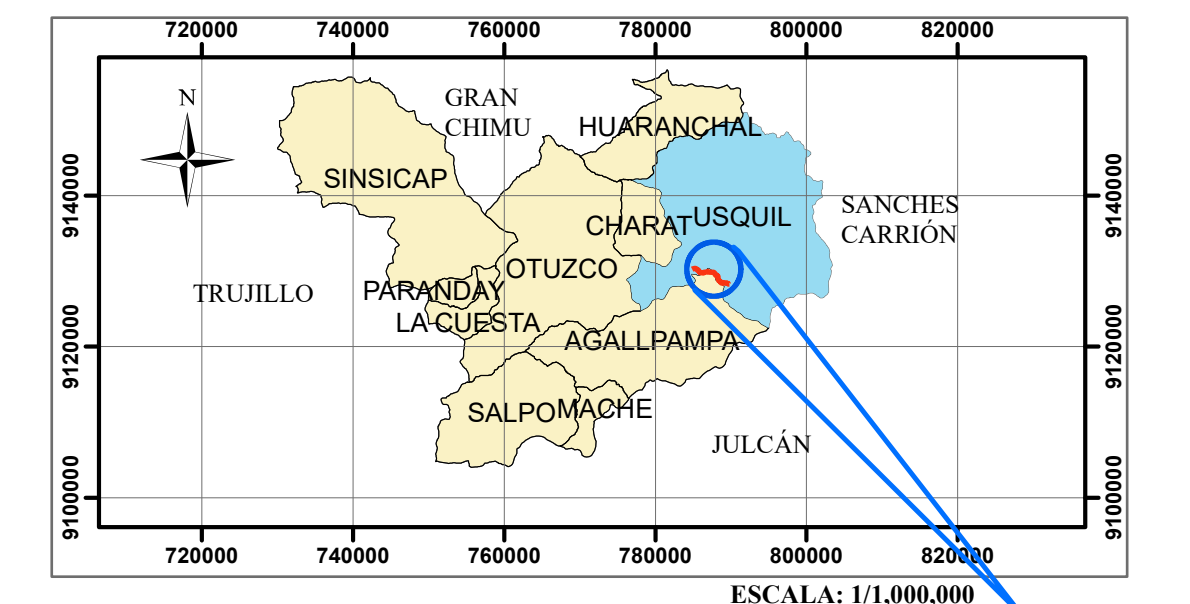 720000 740000 760000 780000 800000 820000
N
GRAN
CHIMU
HUARANCHAL
SINSICAP
9140000 9140000
SANCHES
CARRIÓN
CHARAT USQUIL
OTUZCO
TRUJILLO
PARANDAY
LA CUESTA
9120000 9120000
AGALLPAMPA
SALPO MACHE
JULCÁN
9100000 9100000
720000 740000 760000 780000 800000 820000
ESCALA: 1/1,000,000